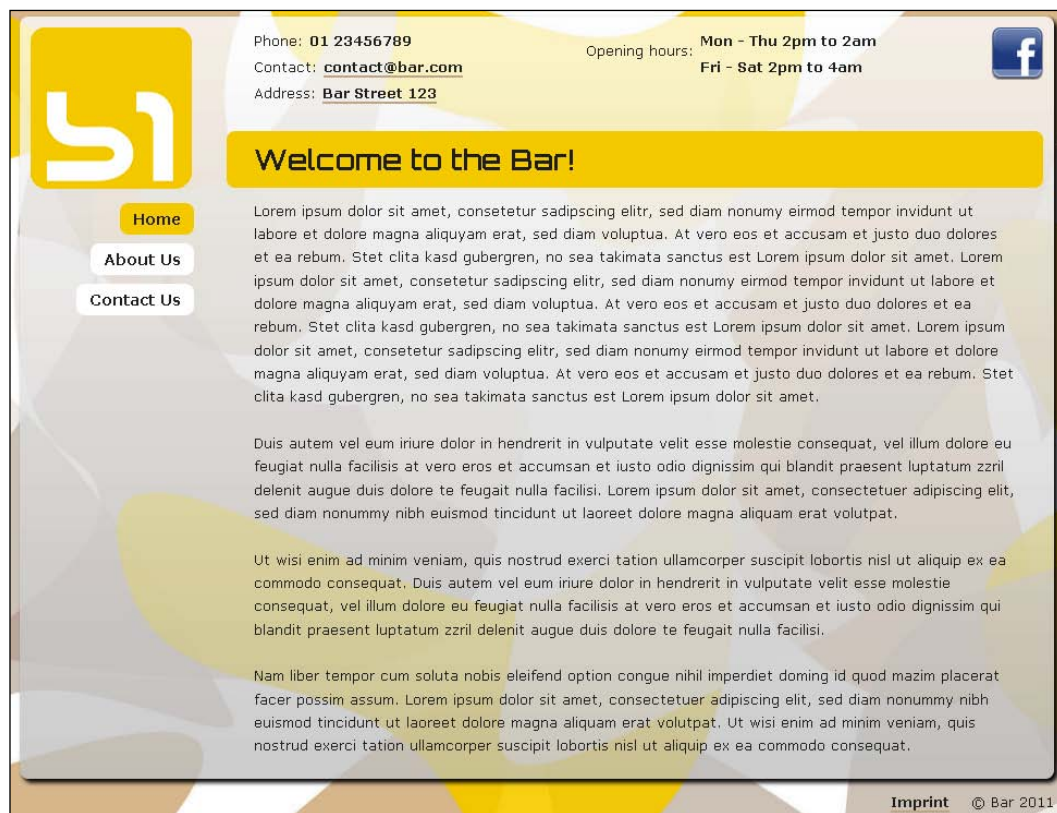 Phone: 01 23456789
Contact: contact@bar.com
Address: Bar Street 123
Opening hours: Mon - Thu 2pm to 2am
Fri - Sat 2pm to 4am
f
b1
Welcome to the Bar!
Home
About Us
Contact Us
Lorem ipsum dolor sit amet, consetetur sadipscing elitr, sed diam nonumy eirmod tempor invidunt ut
labore et dolore magna aliquyam erat, sed diam voluptua. At vero eos et accusam et justo duo dolores
et ea rebum. Stet clita kasd gubergren, no sea takimata sanctus est Lorem ipsum dolor sit amet. Lorem
ipsum dolor sit amet, consetetur sadipscing elitr, sed diam nonumy eirmod tempor invidunt ut labore et
dolore magna aliquyam erat, sed diam voluptua. At vero eos et accusam et justo duo dolores et ea
rebum. Stet clita kasd gubergren, no sea takimata sanctus est Lorem ipsum dolor sit amet. Lorem ipsum
dolor sit amet, consetetur sadipscing elitr, sed diam nonumy eirmod tempor invidunt ut labore et dolore
magna aliquyam erat, sed diam voluptua. At vero eos et accusam et justo duo dolores et ea rebum. Stet
clita kasd gubergren, no sea takimata sanctus est Lorem ipsum dolor sit amet.
Duis autem vel eum iriure dolor in hendrerit in vulputate velit esse molestie consequat, vel illum dolore eu
feugiat nulla facilisis at vero eros et accumsan et iusto odio dignissim qui blandit praesent luptatum zzril
delenit augue duis dolore te feugait nulla facilisi. Lorem ipsum dolor sit amet, consectetuer adipiscing elit,
sed diam nonummy nibh euismod tincidunt ut laoreet dolore magna aliquam erat volutpat.
Ut wisi enim ad minim veniam, quis nostrud exerci tation ullamcorper suscipit lobortis nisl ut aliquip ex ea
commodo consequat. Duis autem vel eum iriure dolor in hendrerit in vulputate velit esse molestie
consequat, vel illum dolore eu feugiat nulla facilisis at vero eros et accumsan et iusto odio dignissim qui
blandit praesent luptatum zzril delenit augue duis dolore te feugait nulla facilisi.
Nam liber tempor cum soluta nobis eleifend option congue nihil imperdiet doming id quod mazim placerat
facer possim assum. Lorem ipsum dolor sit amet, consectetuer adipiscing elit, sed diam nonummy nibh
euismod tincidunt ut laoreet dolore magna aliquam erat volutpat. Ut wisi enim ad minim veniam, quis
nostrud exerci tation ullamcorper suscipit lobortis nisl ut aliquip ex ea commodo consequat.
Imprint © Bar 2011